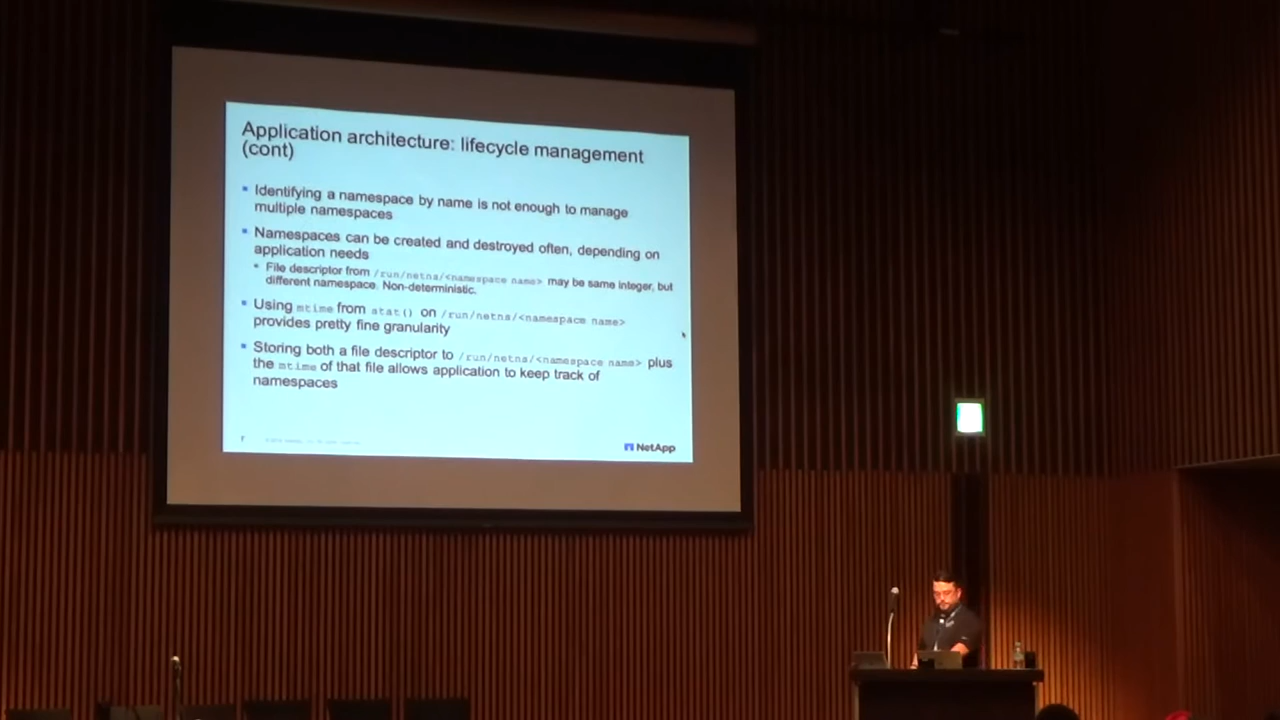 Application architecture: lifecycle management
(cont)
Identifying a namespace by name is not enough to manage
multiple namespaces
Namespaces can be created and destroyed often, depending on
application needs
File descriptor from /run/netns/<namespace name> may be same integer, but
different namespace. Non-deterministic.
Using mtime from stat() on /run/netns/<namespace name>
provides pretty fine granularity
Storing both a file descriptor to /run/netns/<namespace name> plus
the mtime of that file allows application to keep track of
namespaces
NetApp